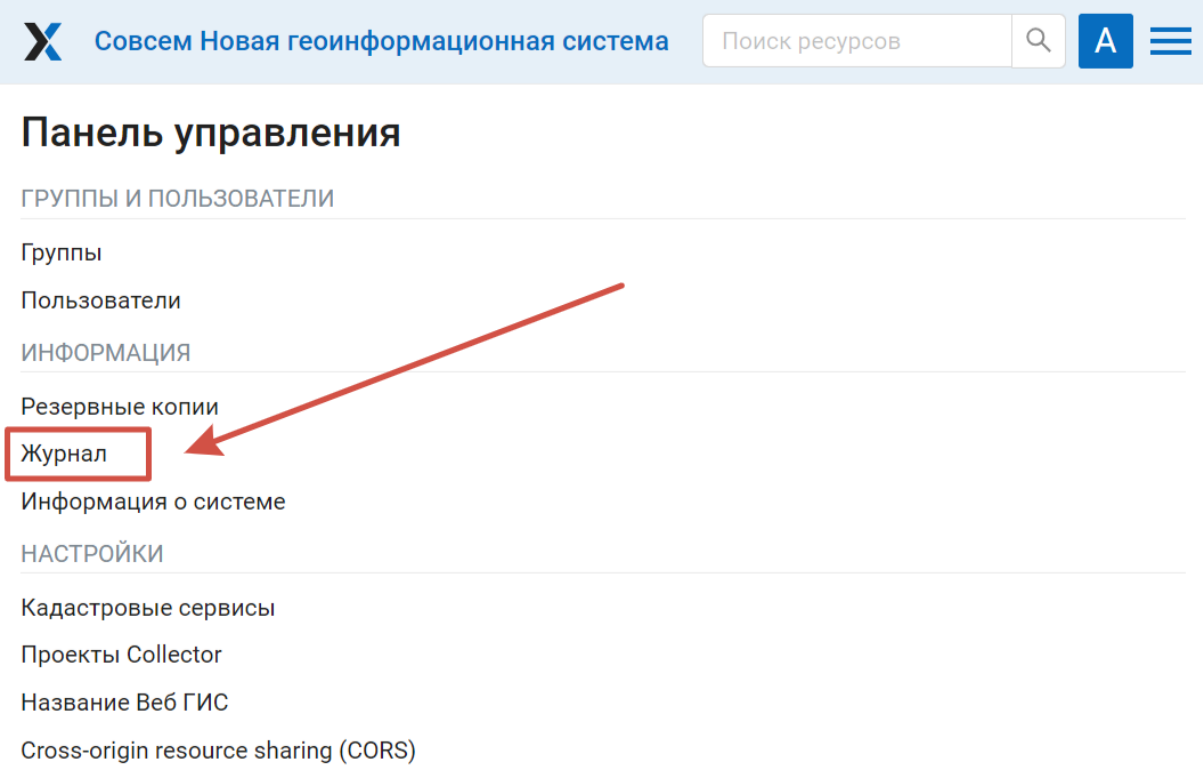 Совсем Новая геоинформационная система
Поиск ресурсов
A
Панель управления
ГРУППЫ И ПОЛЬЗОВАТЕЛИ
Группы
Пользователи
ИНФОРМАЦИЯ
Резервные копии
Журнал
Информация о системе
НАСТРОЙКИ
Кадастровые сервисы
Проекты Collector
Название Веб ГИС
Cross-origin resource sharing (CORS)